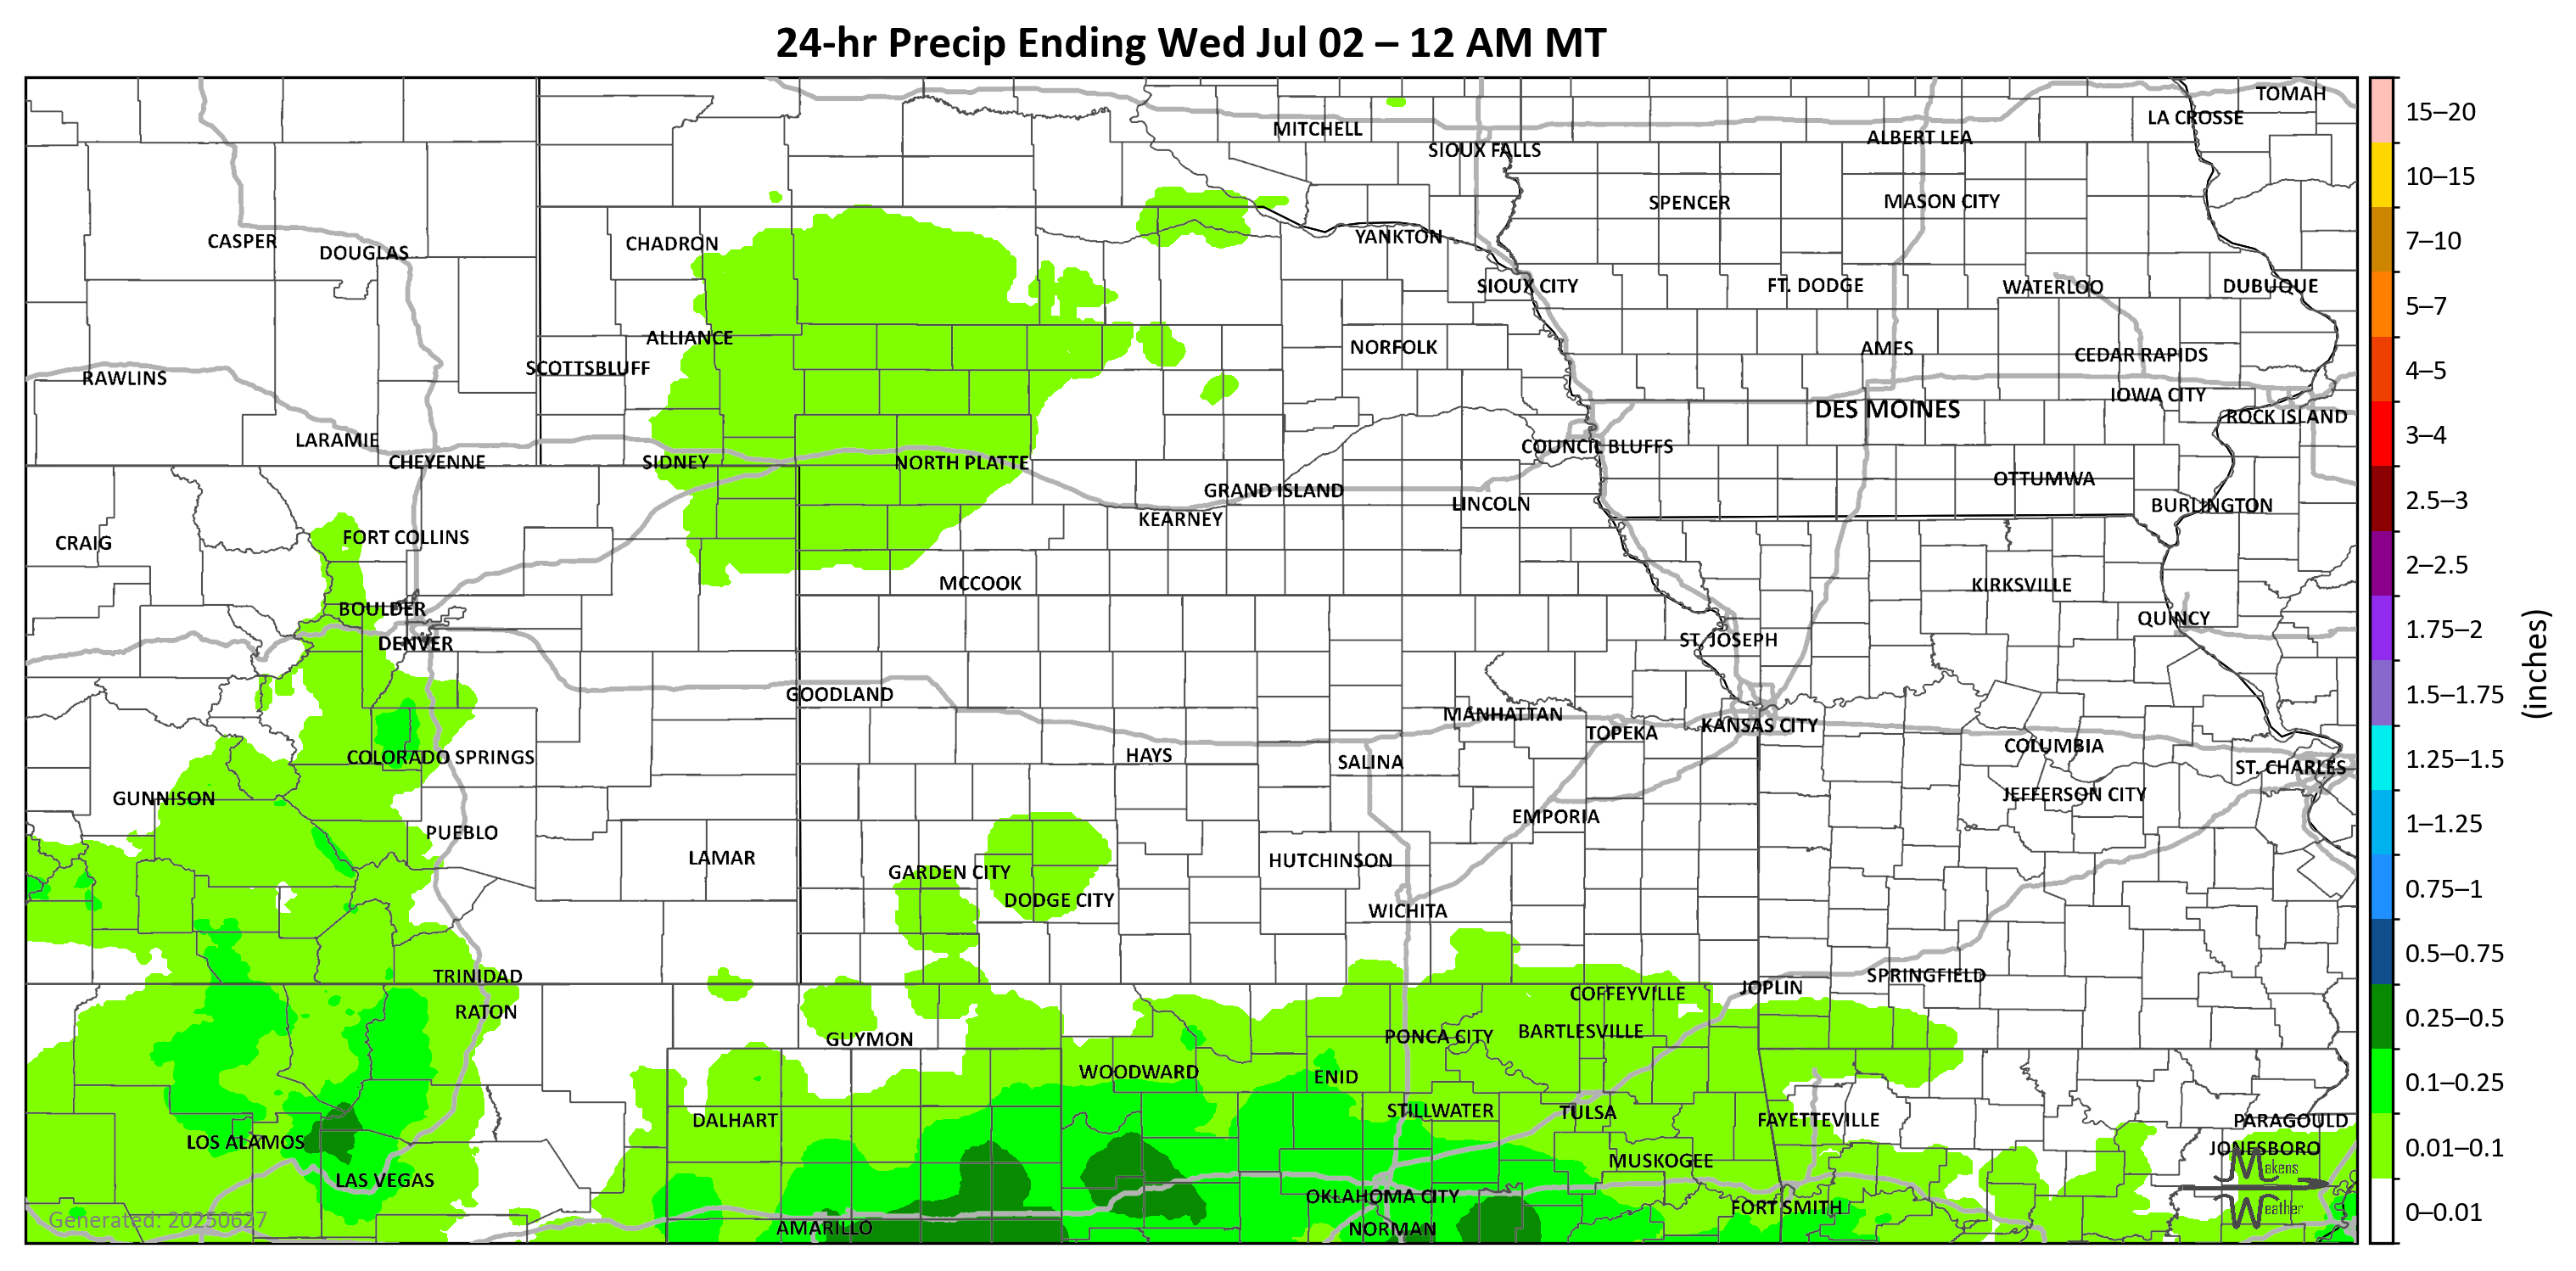 24-hr Precip Ending Wed Jul 02 – 12 AM MT
TOMAH
LA CROSSE
MITCHELL
ALBERT LEA
SIOUX FALLS
SPENCER
MASON CITY
CASPER
DOUGLAS
CHADRON
YANKTON
SIOUX CITY
FT. DODGE
WATERLOO
DUBUQUE
ALLIANCE
NORFOLK
AMES
CEDAR RAPIDS
SCOTTSBLUFF
RAWLINS
IOWA CITY
DES MOINES
ROCK ISLAND
LARAMIE
COUNCIL BLUFFS
CHEYENNE
SIDNEY
NORTH PLATTE
OTTUMWA
GRAND ISLAND
LINCOLN
BURLINGTON
KEARNEY
CRAIG
FORT COLLINS
MCCOOK
KIRKSVILLE
BOULDER
QUINCY
DENVER
ST. JOSEPH
GOODLAND
MANHATTAN
TOPEKA
KANSAS CITY
COLUMBIA
COLORADO SPRINGS
HAYS
SALINA
ST. CHARLES
GUNNISON
JEFFERSON CITY
EMPORIA
PUEBLO
LAMAR
HUTCHINSON
GARDEN CITY
DODGE CITY
WICHITA
TRINIDAD
SPRINGFIELD
JOPLIN
COFFEYVILLE
RATON
BARTLESVILLE
PONCA CITY
GUYMON
WOODWARD
ENID
STILLWATER
TULSA
DALHART
FAYETTEVILLE
PARAGOULD
LOS ALAMOS
JONESBORO
MUSKOGEE
LAS VEGAS
OKLAHOMA CITY
FORT SMITH
AMARILLO
NORMAN
Makens
Weather
Generated: 20250627
15–20
10–15
7–10
5–7
4–5
3–4
2.5–3
2–2.5
1.75–2
1.5–1.75
1.25–1.5
1–1.25
0.75–1
0.5–0.75
0.25–0.5
0.1–0.25
0.01–0.1
0–0.01
(inches)